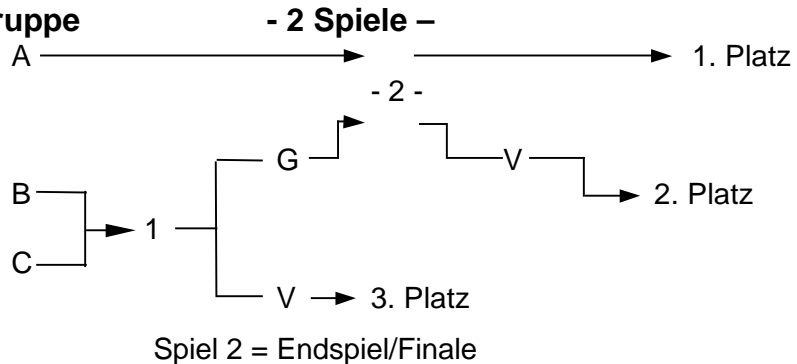 ruppe - 2 Spiele –
A 1. Platz
- 2 -
G V
B 2. Platz
1
C
V 3. Platz
Spiel 2 = Endspiel/Finale